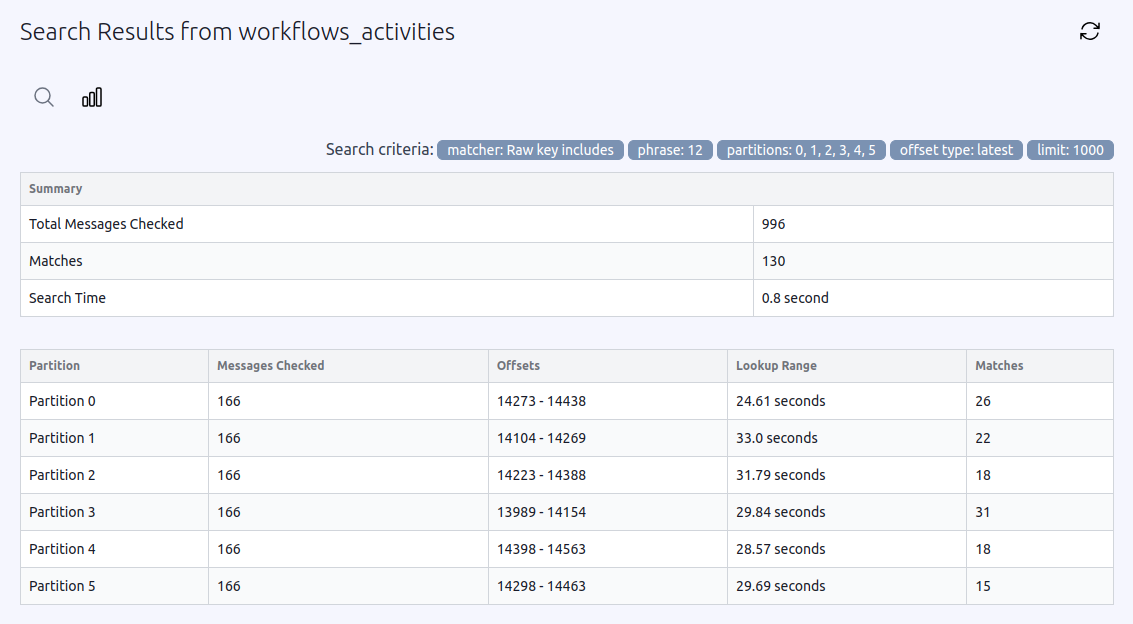 Search Results from workflows_activities
Search criteria: matcher: Raw key includes phrase: 12 partitions: 0, 1, 2, 3, 4, 5 offset type: latest limit: 1000
Summary
Total Messages Checked 996
Matches 130
Search Time 0.8 second
Partition Messages Checked Offsets Lookup Range Matches
Partition 0 166 14273 - 14438 24.61 seconds 26
Partition 1 166 14104 - 14269 33.0 seconds 22
Partition 2 166 14223 - 14388 31.79 seconds 18
Partition 3 166 13989 - 14154 29.84 seconds 31
Partition 4 166 14398 - 14563 28.57 seconds 18
Partition 5 166 14298 - 14463 29.69 seconds 15